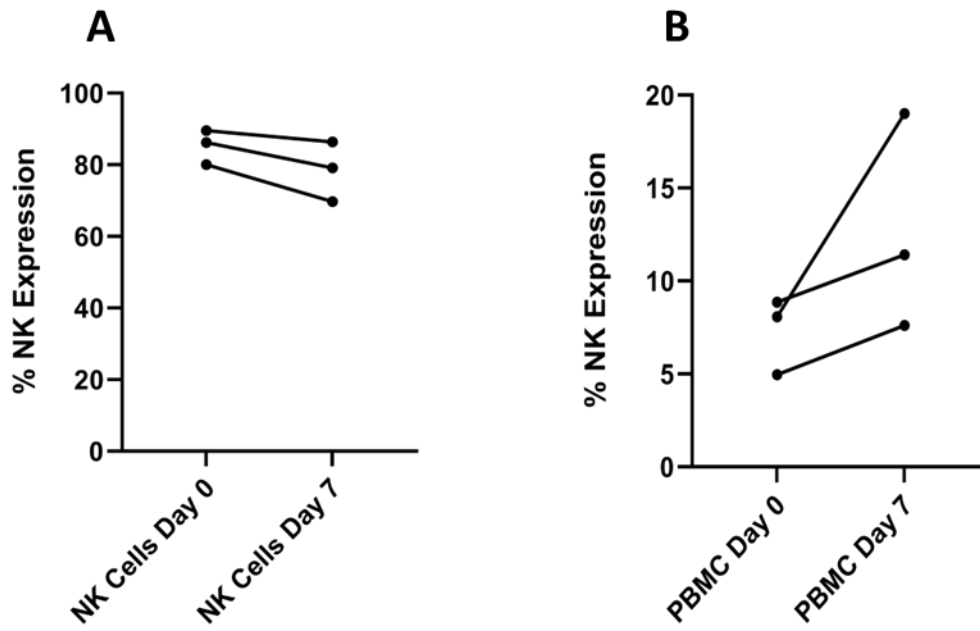 A
% NK Expression
100
80
60
40
20
0
NK Cells Day 0
NK Cells Day 7
B
% NK Expression
20
15
10
5
0
PBMC Day 0
PBMC Day 7